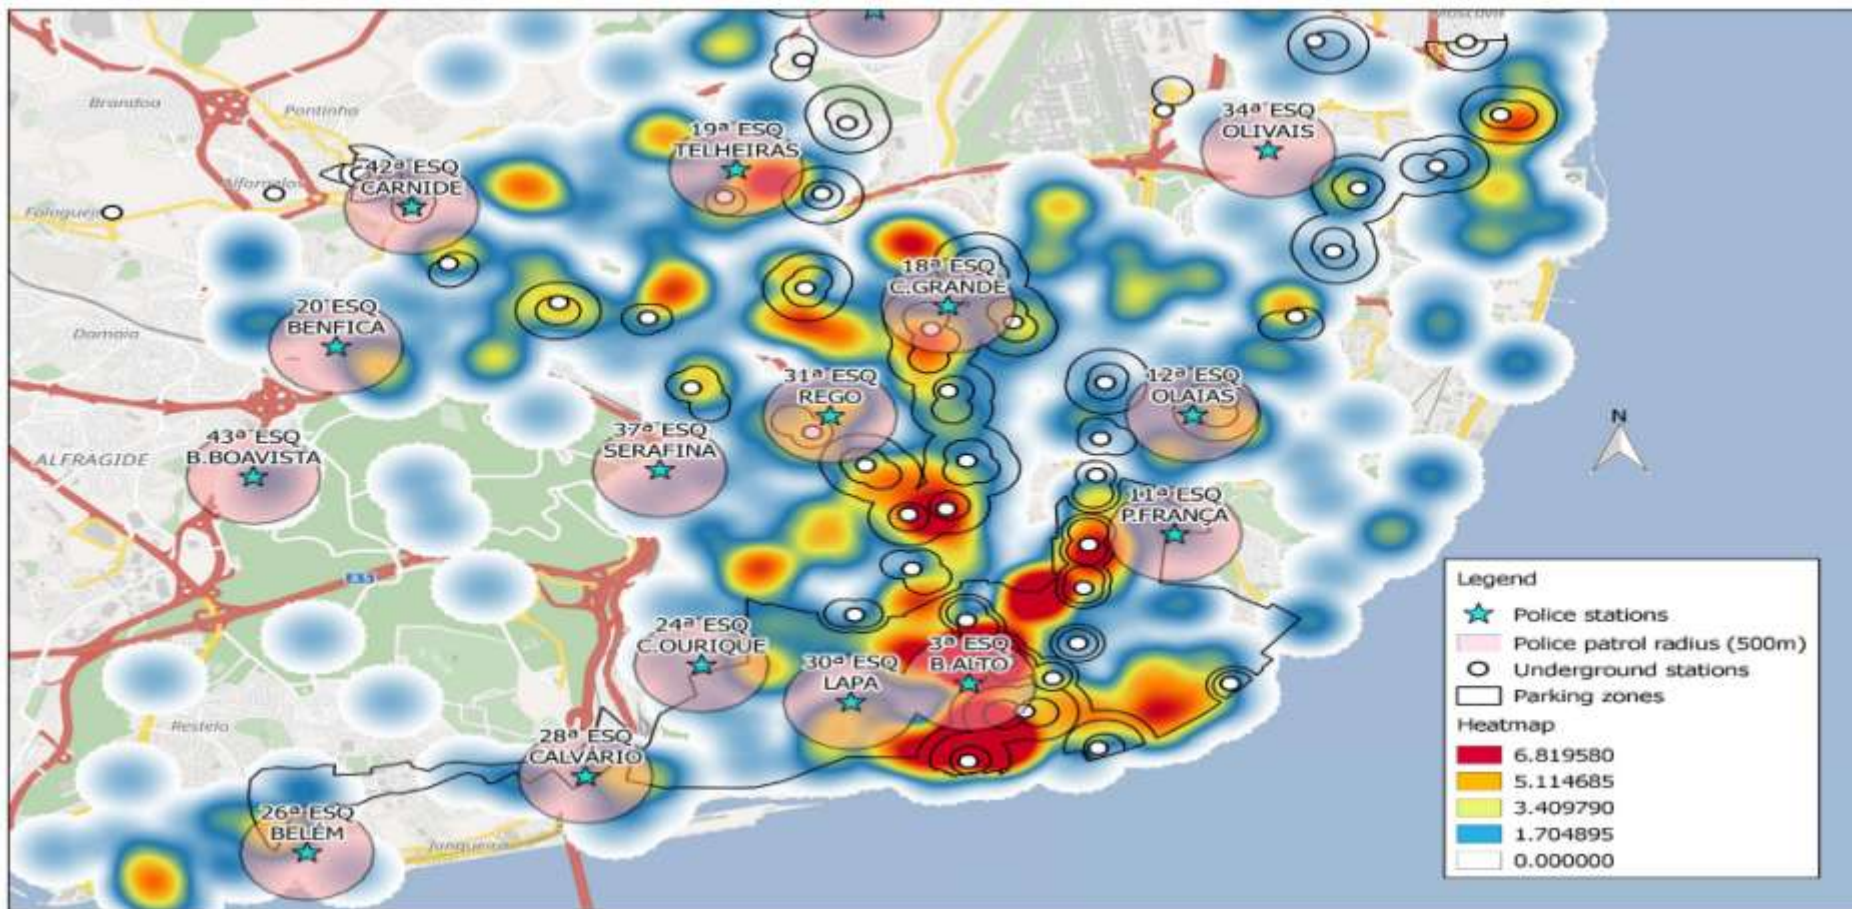 Brandoa
Pontinha
42ª ESQ
CARNIDE
19ª ESQ
TELHEIRAS
34ª ESQ
OLIVAIS
18ª ESQ
C.GRANDE
20 ESQ
BENFICA
Damaia
31ª ESQ
REGO
12ª ESQ
OLAIAS
43ª ESQ
B.BOAVISTA
ALFRAGIDE
37ª ESQ
SERAFINA
11ª ESQ
P.FRANÇA
N
24ª ESQ
C.OURIQUE
30ª ESQ
LAPA
3ª ESQ
B.ALTO
Restelo
28ª ESQ
CALVÁRIO
26ª ESQ
BELÉM
Junqueira
Legend
Police stations
Police patrol radius (500m)
Underground stations
Parking zones
Heatmap
6.819580
5.114685
3.409790
1.704895
0.000000